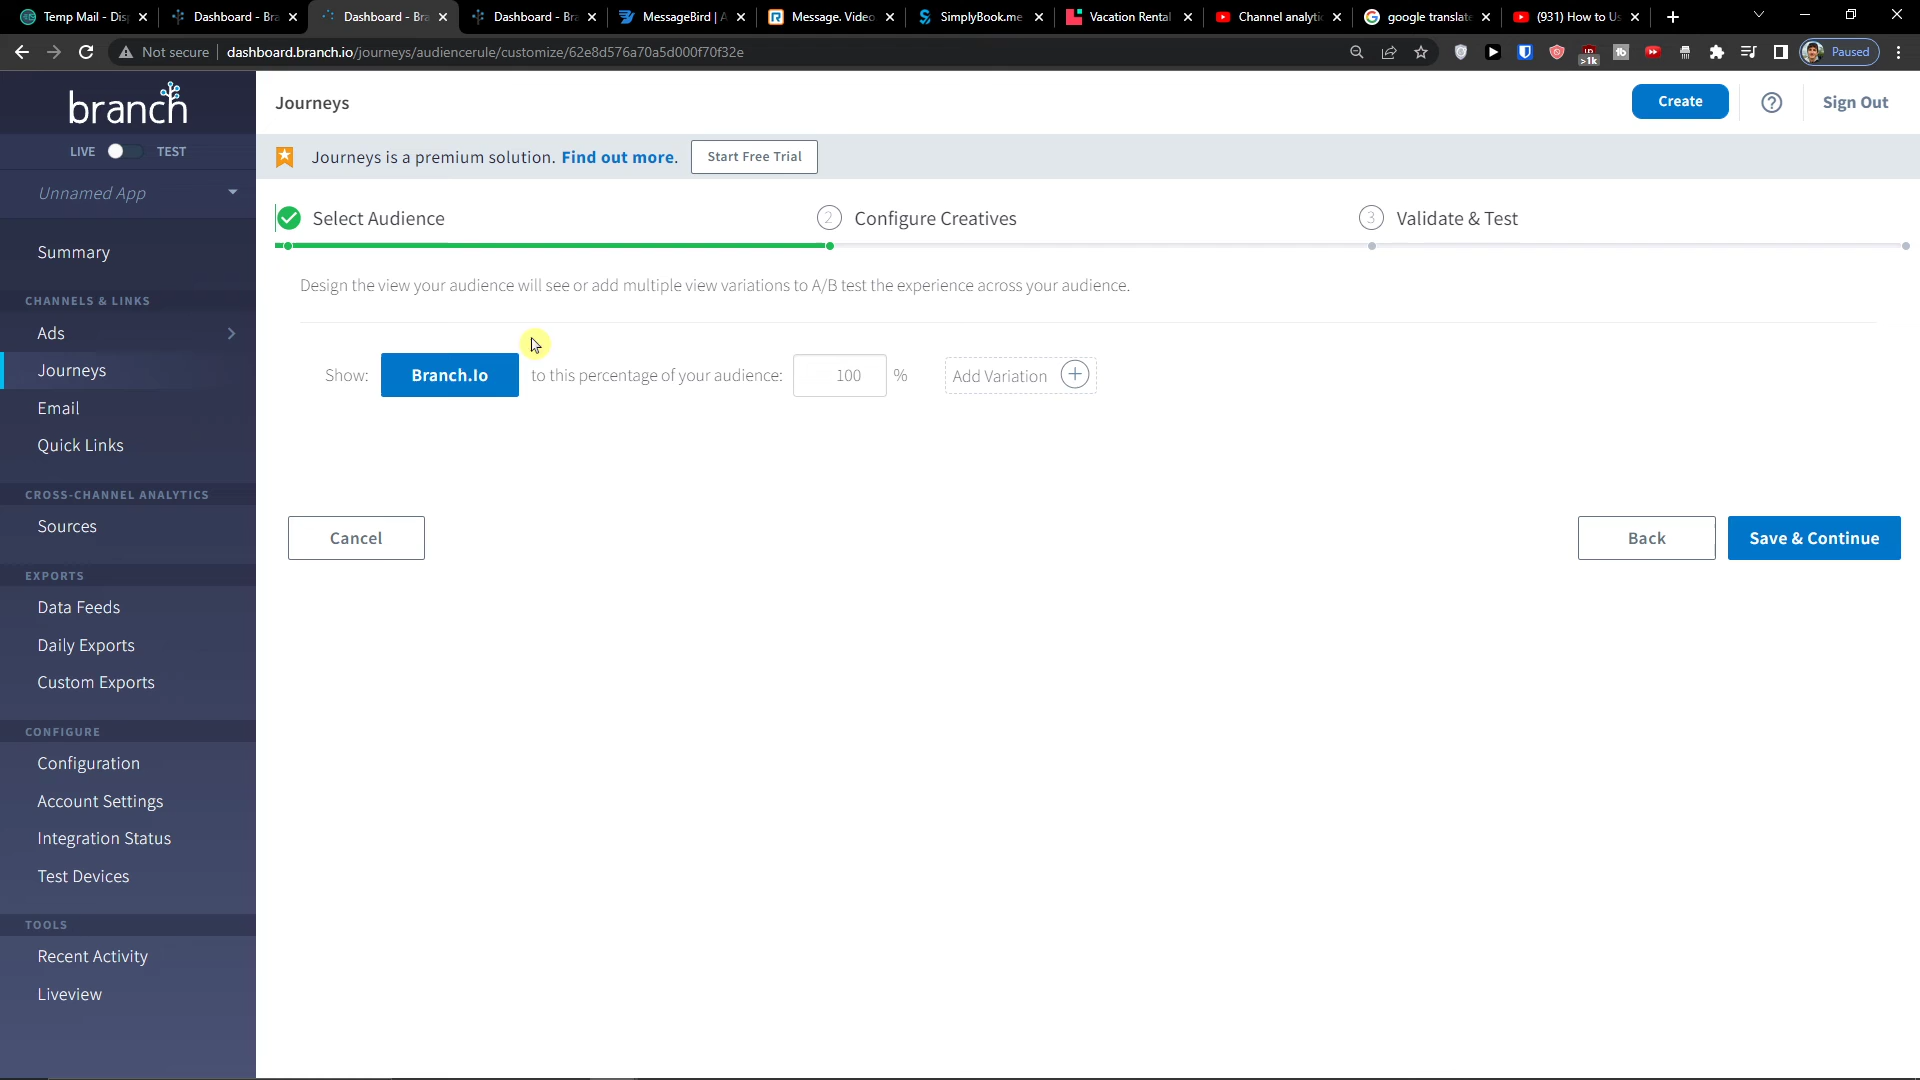 Temp Mail - Dis
Dashboard - Bra
Dashboard - Bra
Dashboard - Bra
MessageBird | A
Message. Video
SimplyBook.me
Vacation Rental
Channel analytic
google translate
(931) How to Us
Not secure
dashboard.branch.io/journeys/audiencerule/customize/62e8d576a70a5d000f70f32e
>1k
Paused
branch
LIVE TEST
Unnamed App
Summary
CHANNELS & LINKS
Ads
Journeys
Email
Quick Links
CROSS-CHANNEL ANALYTICS
Sources
EXPORTS
Data Feeds
Daily Exports
Custom Exports
CONFIGURE
Configuration
Account Settings
Integration Status
Test Devices
TOOLS
Recent Activity
Liveview
Journeys
Create
?
Sign Out
Journeys is a premium solution. Find out more.
Start Free Trial
Select Audience
2 Configure Creatives
3 Validate & Test
Design the view your audience will see or add multiple view variations to A/B test the experience across your audience.
Show: Branch.Io to this percentage of your audience: 100 % Add Variation +
Cancel
Back
Save & Continue